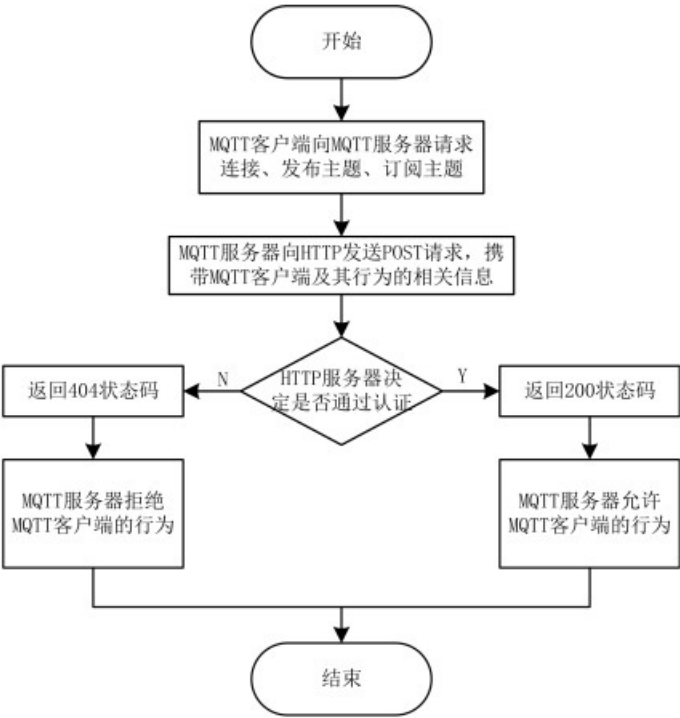 开始
MQTT客户端向MQTT服务器请求
连接、发布主题、订阅主题
MQTT服务器向HTTP发送POST请求，携
带MQTT客户端及其行为的相关信息
HTTP服务器决
定是否通过认证
N
Y
返回404状态码
返回200状态码
MQTT服务器拒绝
MQTT客户端的行为
MQTT服务器允许
MQTT客户端的行为
结束